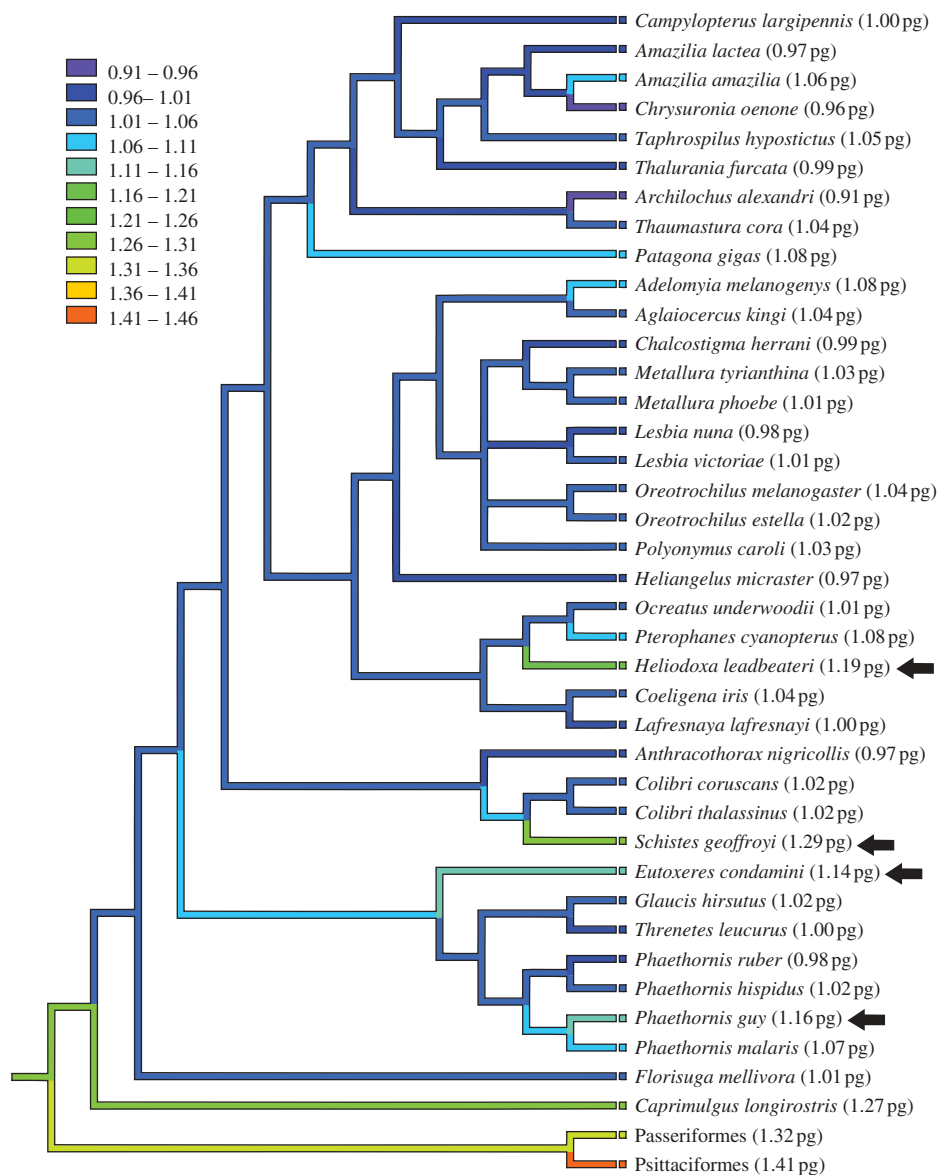 0.91 – 0.96
0.96– 1.01
1.01 – 1.06
1.06 – 1.11
1.11 – 1.16
1.16 – 1.21
1.21 – 1.26
1.26 – 1.31
1.31 – 1.36
1.36 – 1.41
1.41 – 1.46
Campylopterus largipennis (1.00 pg)
Amazilia lactea (0.97 pg)
Amazilia amazilia (1.06 pg)
Chrysuronia oenone (0.96 pg)
Taphrospilus hypostictus (1.05 pg)
Thalurania furcata (0.99 pg)
Archilochus alexandri (0.91 pg)
Thaumastura cora (1.04 pg)
Patagona gigas (1.08 pg)
Adelomyia melanogenys (1.08 pg)
Aglaiocercus kingi (1.04 pg)
Chalcostigma herrani (0.99 pg)
Metallura tyrianthina (1.03 pg)
Metallura phoebe (1.01 pg)
Lesbia nuna (0.98 pg)
Lesbia victoriae (1.01 pg)
Oreotrochilus melanogaster (1.04 pg)
Oreotrochilus estella (1.02 pg)
Polyonymus caroli (1.03 pg)
Heliangelus micraster (0.97 pg)
Ocreatus underwoodii (1.01 pg)
Pterophanes cyanopterus (1.08 pg)
Heliodoxa leadbeateri (1.19 pg)
Coeligena iris (1.04 pg)
Lafresnaya lafresnayi (1.00 pg)
Anthracothorax nigricollis (0.97 pg)
Colibri coruscans (1.02 pg)
Colibri thalassinus (1.02 pg)
Schistes geoffroyi (1.29 pg)
Eutoxeres condamini (1.14 pg)
Glaucis hirsutus (1.02 pg)
Threnetes leucurus (1.00 pg)
Phaethornis ruber (0.98 pg)
Phaethornis hispidus (1.02 pg)
Phaethornis guy (1.16 pg)
Phaethornis malaris (1.07 pg)
Florisuga mellivora (1.01 pg)
Caprimulgus longirostris (1.27 pg)
Passeriformes (1.32 pg)
Psittaciformes (1.41 pg)